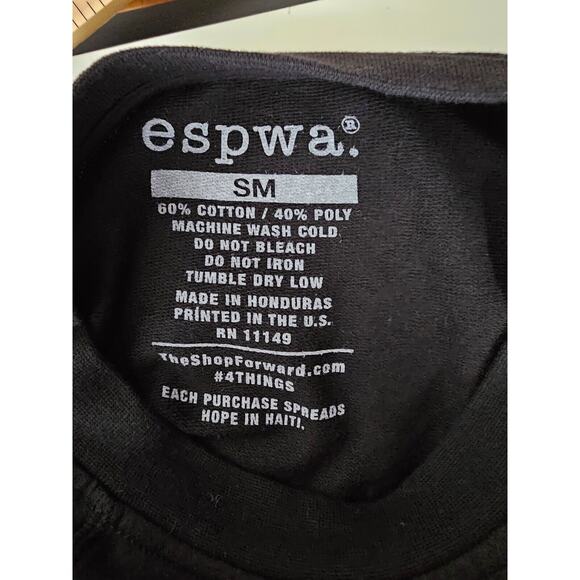 espwa.®
SM
60% COTTON / 40% POLY
MACHINE WASH COLD
DO NOT BLEACH
DO NOT IRON
TUMBLE DRY LOW
MADE IN HONDURAS
PRINTED IN THE U.S.
RN 11149
TheShopForward.com
#4THINGS
EACH PURCHASE SPREADS
HOPE IN HAITI.